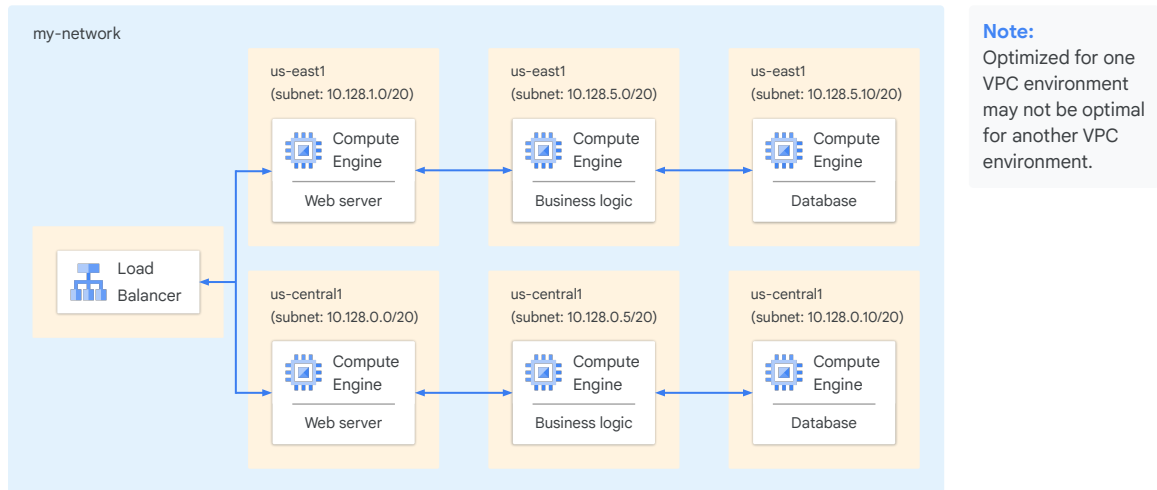 my-network
us-east1
(subnet: 10.128.1.0/20)
Compute
Engine
Web server
us-east1
(subnet: 10.128.5.0/20)
Compute
Engine
Business logic
us-east1
(subnet: 10.128.5.10/20)
Compute
Engine
Database
Load
Balancer
us-central1
(subnet: 10.128.0.0/20)
Compute
Engine
Web server
us-central1
(subnet: 10.128.0.5/20)
Compute
Engine
Business logic
us-central1
(subnet: 10.128.0.10/20)
Compute
Engine
Database
Note:
Optimized for one
VPC environment
may not be optimal
for another VPC
environment.